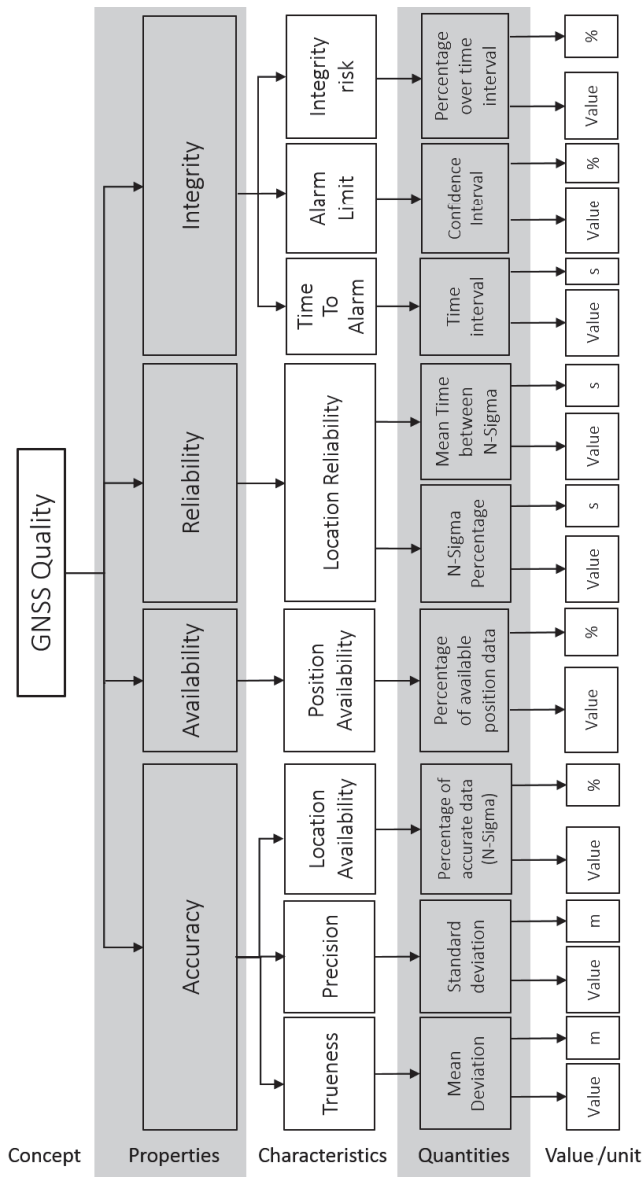 GNSS Quality
Accuracy
Availability
Reliability
Integrity
Trueness
Precision
Location
Availability
Position
Availability
Location Reliability
Time
To
Alarm
Alarm
Limit
Integrity
risk
Mean
Deviation
Standard
deviation
Percentage of
accurate data
(N-Sigma)
Percentage
of available
position data
N-Sigma
Percentage
Mean Time
between
N-Sigma
Time
interval
Confidence
Interval
Percentage
over time
interval
Value
m
Value
m
Value
%
Value
%
Value
s
Value
s
Value
s
Value
%
Value
%
Concept
Properties
Characteristics
Quantities
Value /unit